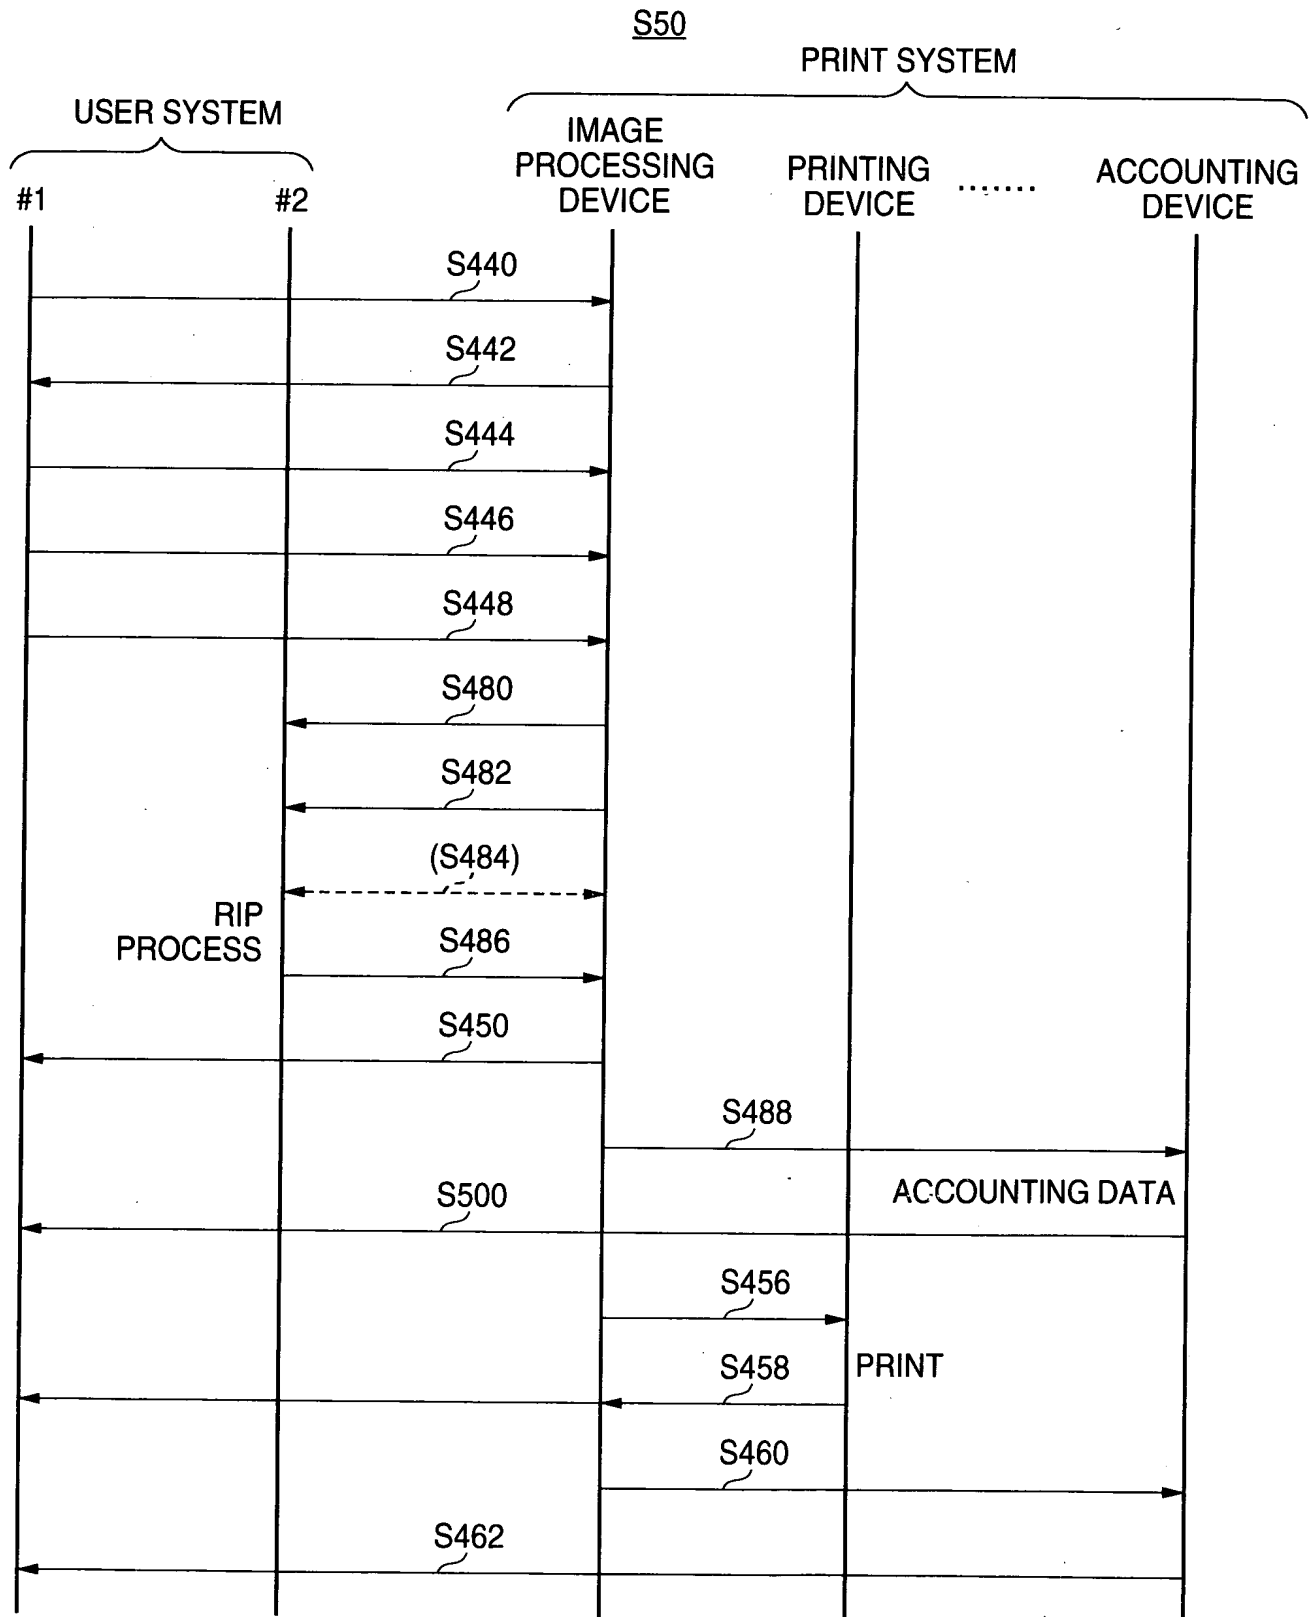 S50
PRINT SYSTEM
USER SYSTEM
IMAGE
PROCESSING
DEVICE
PRINTING
DEVICE
.......
ACCOUNTING
DEVICE
#1
#2
S440
S442
S444
S446
S448
S480
S482
(S484)
RIP
PROCESS
S486
S450
S488
ACCOUNTING DATA
S500
S456
PRINT
S458
S460
S462